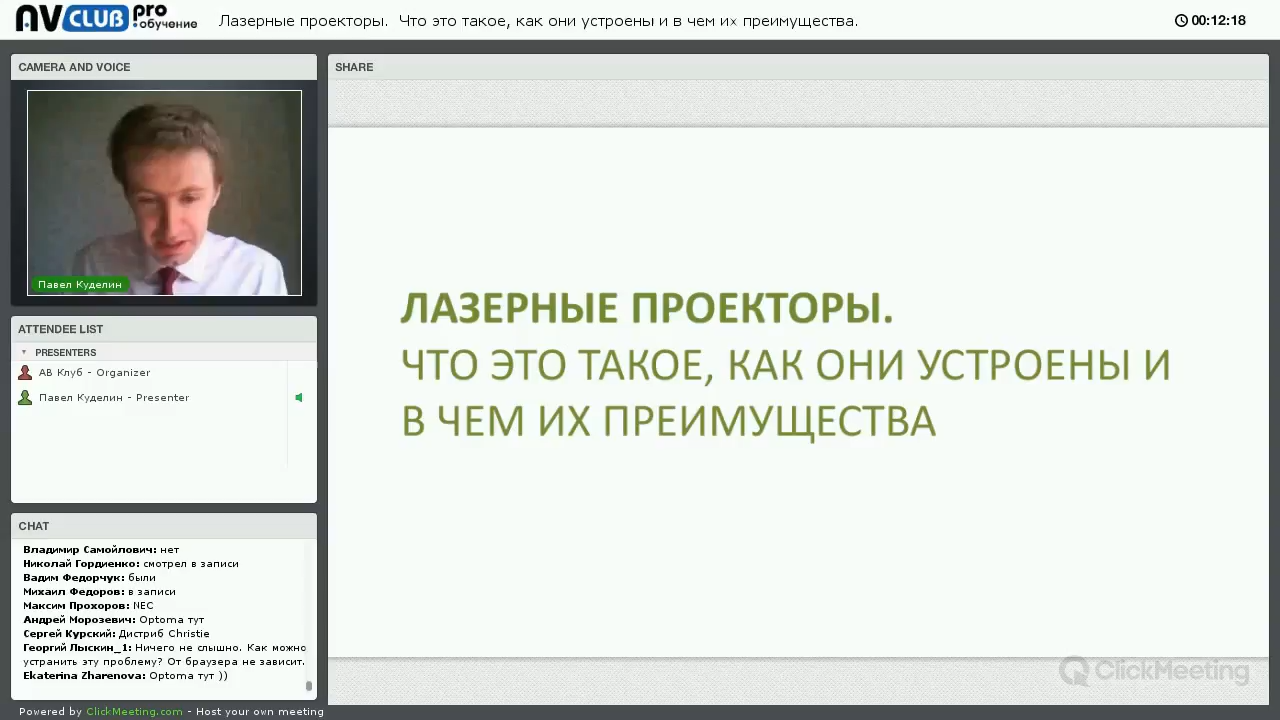 AV CLUB pro
обучение
Лазерные проекторы. Что это такое, как они устроены и в чем их преимущества.
00:12:18
CAMERA AND VOICE
Павел Куделин
ATTENDEE LIST
PRESENTERS
АВ Клуб - Organizer
Павел Куделин - Presenter
CHAT
Владимир Самойлович: нет
Николай Гордиенко: смотрел в записи
Вадим Федорчук: были
Михаил Федоров: в записи
Максим Прохоров: NEC
Андрей Морозевич: Optoma тут
Сергей Курский: Дистриб Christie
Георгий Лыскин_1: Ничего не слышно. Как можно
устранить эту проблему? От браузера не зависит.
Ekaterina Zharenova: Optoma тут ))
SHARE
ЛАЗЕРНЫЕ ПРОЕКТОРЫ.
ЧТО ЭТО ТАКОЕ, КАК ОНИ УСТРОЕНЫ И
В ЧЕМ ИХ ПРЕИМУЩЕСТВА
ClickMeeting
Powered by ClickMeeting.com - Host your own meeting